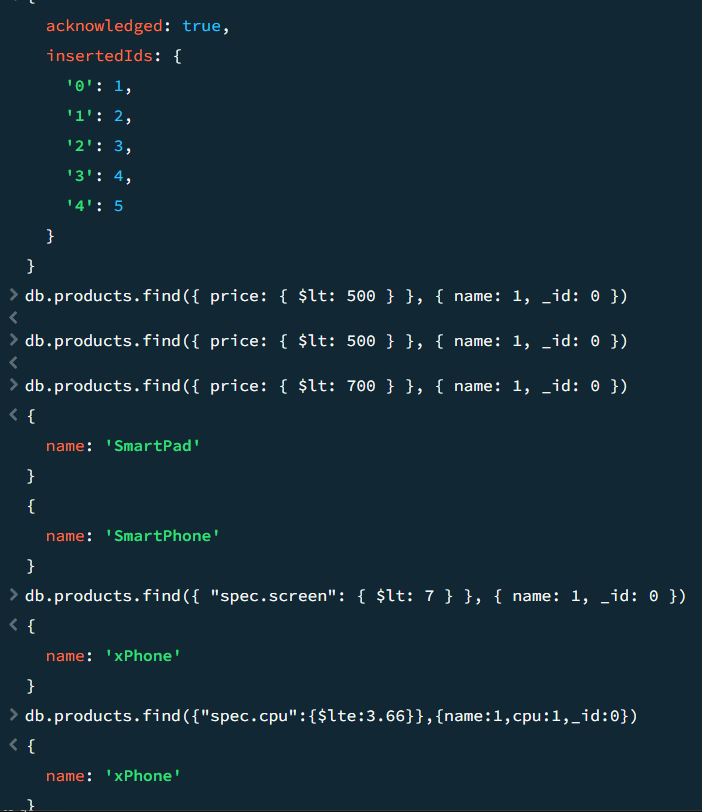 {
acknowledged: true,
insertedIds: {
'0': 1,
'1': 2,
'2': 3,
'3': 4,
'4': 5
}
}
> db.products.find({ price: { $lt: 500 } }, { name: 1, _id: 0 })
<
> db.products.find({ price: { $lt: 500 } }, { name: 1, _id: 0 })
<
> db.products.find({ price: { $lt: 700 } }, { name: 1, _id: 0 })
< {
name: 'SmartPad'
}
{
name: 'SmartPhone'
}
> db.products.find({ "spec.screen": { $lt: 7 } }, { name: 1, _id: 0 })
< {
name: 'xPhone'
}
> db.products.find({"spec.cpu":{$lte:3.66}},{name:1,cpu:1,_id:0})
< {
name: 'xPhone'
}